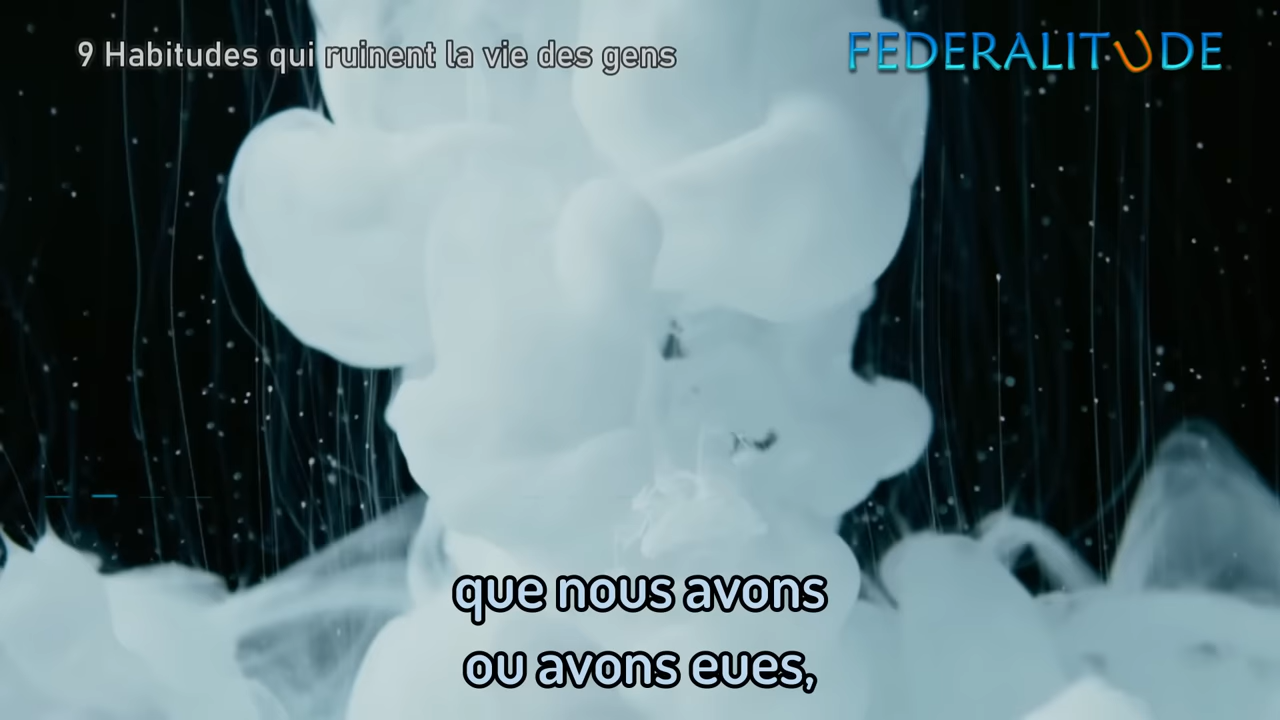 9 Habitudes qui ruinent la vie des gens
FEDERALITUDE
que nous avons
ou avons eues,